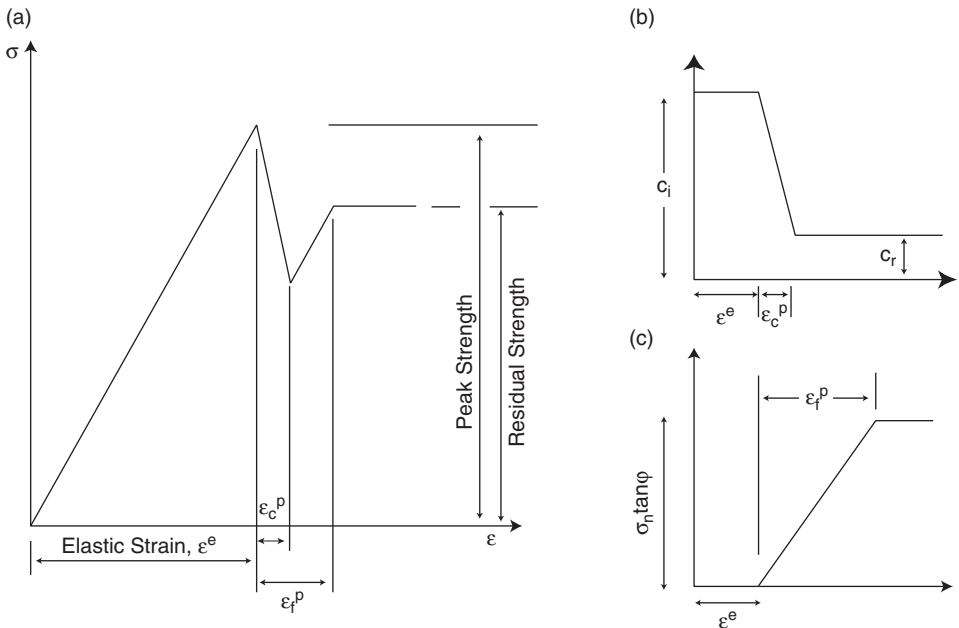 (a)
σ
Peak Strength
Residual Strength
ε
ε_c^p
Elastic Strain, ε^e
ε_f^p
(b)
c_i
c_r
ε^e
ε_c^p
(c)
ε_f^p
σ_n tanφ
ε^e